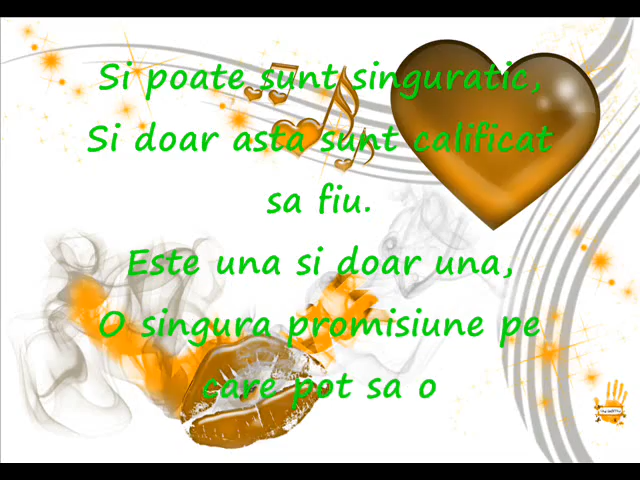 Si poate sunt singuratic,
Si doar asta sunt calificat
sa fiu.
Este una si doar una,
O singura promisiune pe
care pot sa o